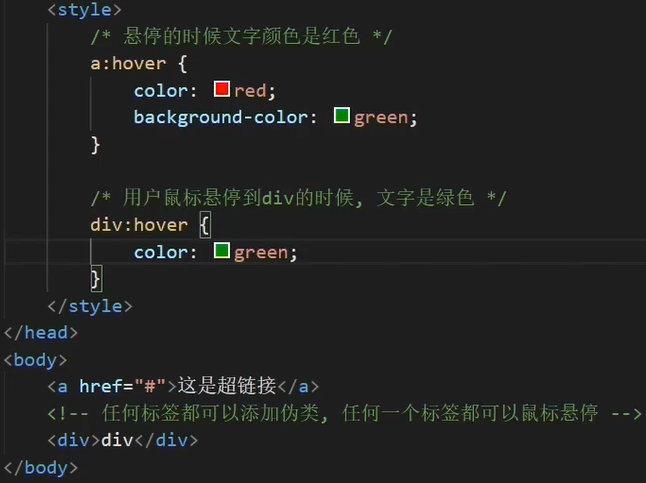 <style>
/* 悬停的时候文字颜色是红色 */
a:hover {
color: red;
background-color: green;
}
/* 用户鼠标悬停到div的时候, 文字是绿色 */
div:hover {
color: green;
}
</style>
</head>
<body>
<a href="#">这是超链接</a>
<!-- 任何标签都可以添加伪类, 任何一个标签都可以鼠标悬停 -->
<div>div</div>
</body>